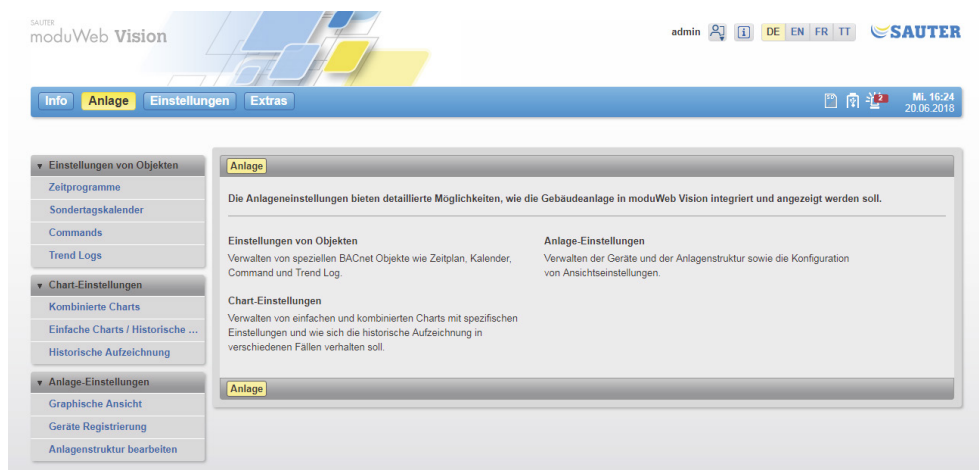 SAUTER
moduWeb Vision
admin
DE EN FR TT
SAUTER
Info Anlage Einstellungen Extras
2
Mi. 16:24
20.06.2018
Einstellungen von Objekten
Zeitprogramme
Sondertagskalender
Commands
Trend Logs
Chart-Einstellungen
Kombinierte Charts
Einfache Charts / Historische ...
Historische Aufzeichnung
Anlage-Einstellungen
Graphische Ansicht
Geräte Registrierung
Anlagenstruktur bearbeiten
Anlage
Die Anlageneinstellungen bieten detaillierte Möglichkeiten, wie die Gebäudeanlage in moduWeb Vision integriert und angezeigt werden soll.
Einstellungen von Objekten
Verwalten von speziellen BACnet Objekte wie Zeitplan, Kalender,
Command und Trend Log.
Chart-Einstellungen
Verwalten von einfachen und kombinierten Charts mit spezifischen
Einstellungen und wie sich die historische Aufzeichnung in
verschiedenen Fällen verhalten soll.
Anlage-Einstellungen
Verwalten der Geräte und der Anlagenstruktur sowie die Konfiguration
von Ansichtseinstellungen.
Anlage